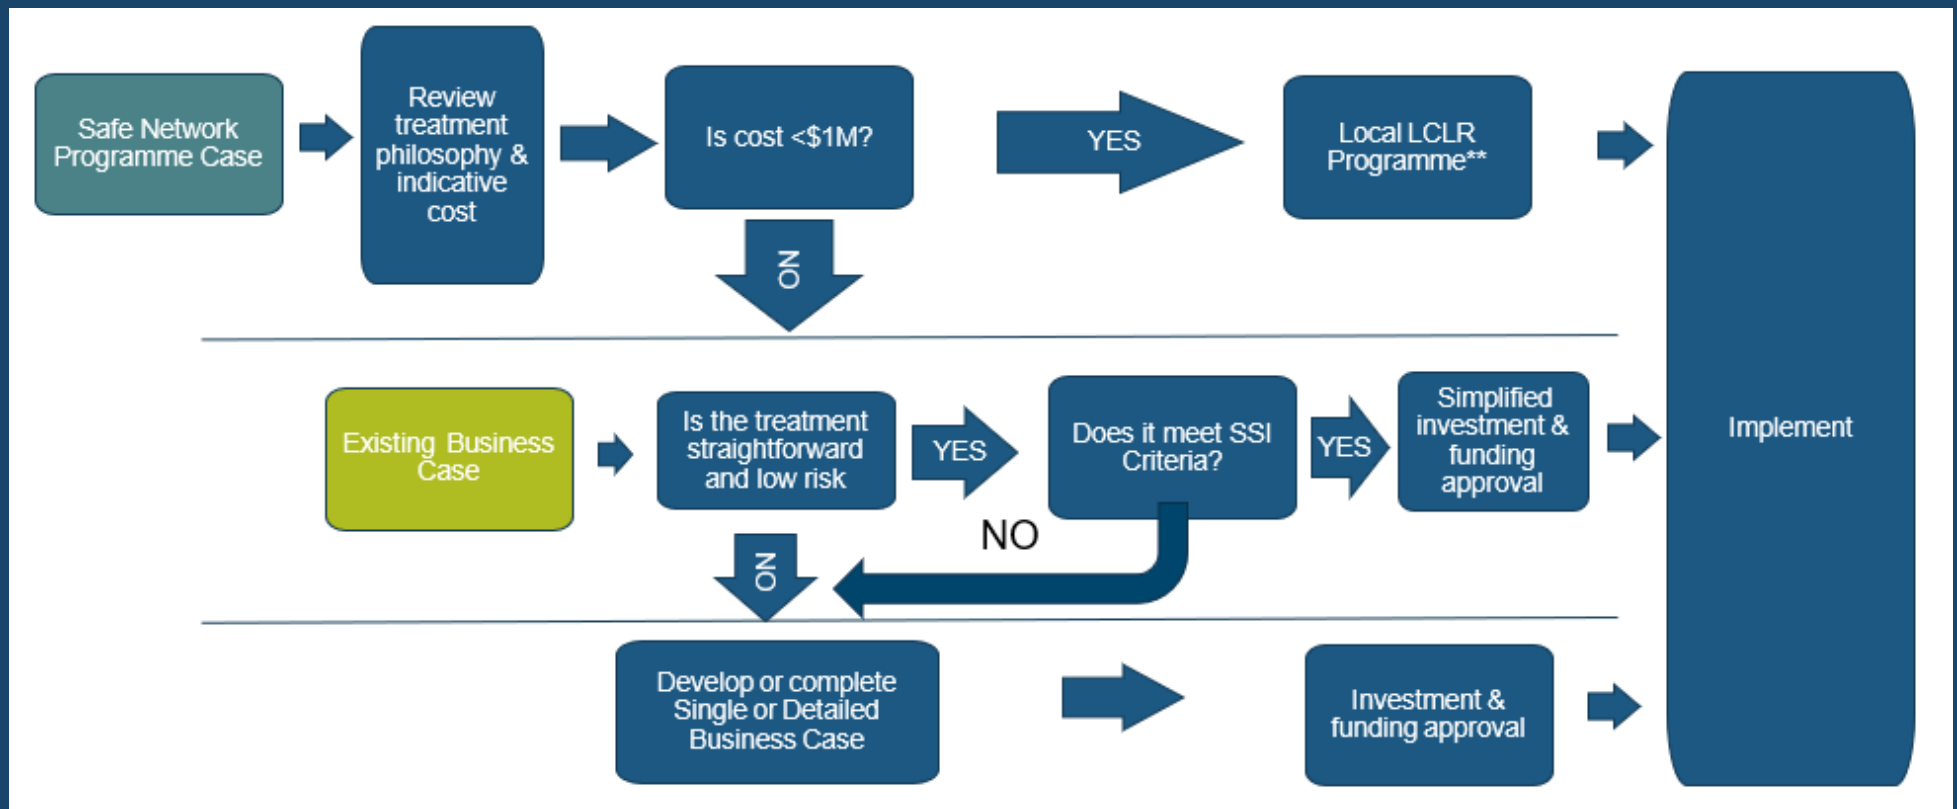 Safe Network
Programme Case
Review
treatment
philosophy &
indicative
cost
Is cost <$1M?
YES
Local LCLR
Programme**
NO
Existing Business
Case
Is the treatment
straightforward
and low risk
YES
Does it meet SSI
Criteria?
YES
Simplified
investment &
funding
approval
Implement
NO
NO
Develop or complete
Single or Detailed
Business Case
Investment &
funding approval